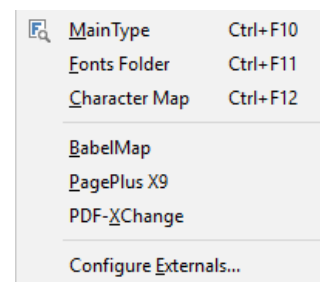 MainType Ctrl+F10
Fonts Folder Ctrl+F11
Character Map Ctrl+F12
BabelMap
PagePlus X9
PDF-XChange
Configure Externals...